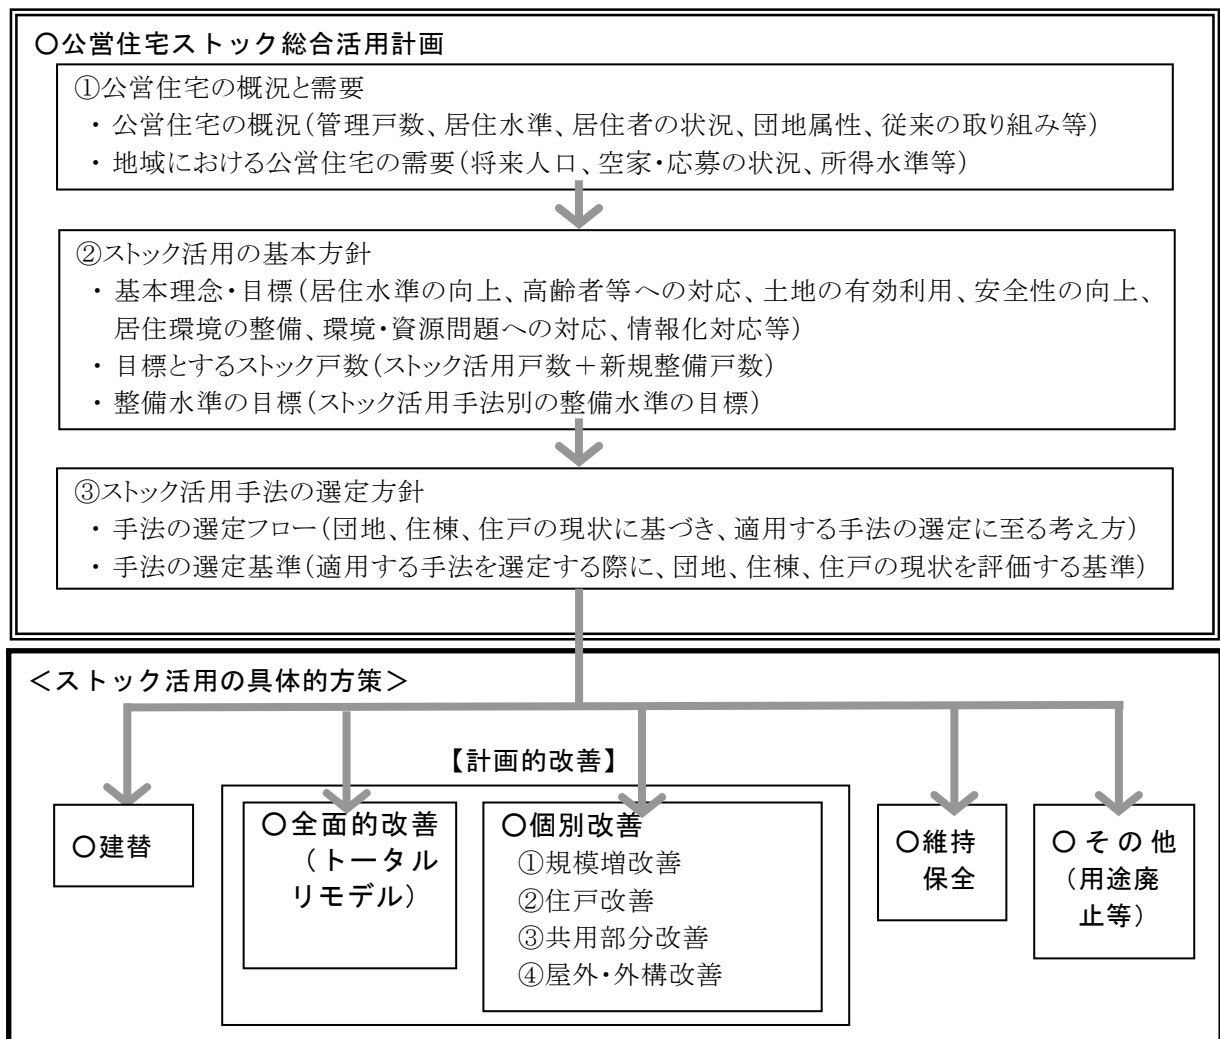 〇公営住宅ストック総合活用計画
①公営住宅の概況と需要
・公営住宅の概況（管理戸数、居住水準、居住者の状況、団地属性、従来の取り組み等）
・地域における公営住宅の需要（将来人口、空家・応募の状況、所得水準等）
②ストック活用の基本方針
・基本理念・目標（居住水準の向上、高齢者等への対応、土地の有効利用、安全性の向上、
居住環境の整備、環境・資源問題への対応、情報化対応等）
・目標とするストック戸数（ストック活用戸数＋新規整備戸数）
・整備水準の目標（ストック活用手法別の整備水準の目標）
③ストック活用手法の選定方針
・手法の選定フロー（団地、住棟、住戸の現状に基づき、適用する手法の選定に至る考え方）
・手法の選定基準（適用する手法を選定する際に、団地、住棟、住戸の現状を評価する基準）
＜ストック活用の具体的方策＞
【計画的改善】
〇建替
〇全面的改善
（トータル
リモデル）
〇個別改善
①規模増改善
②住戸改善
③共用部分改善
④屋外・外構改善
〇維持
保全
〇その他
（用途廃
止等）